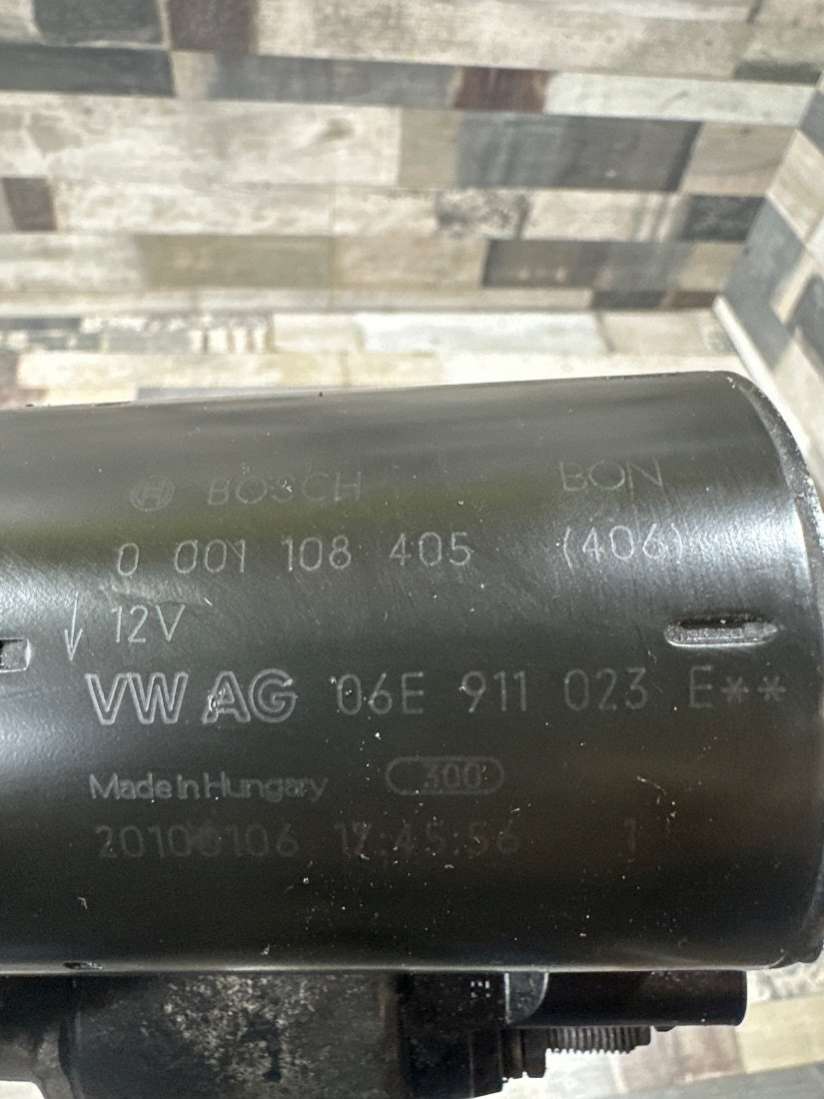 BOSCH BON
0 001 108 405 (406)
12V
VW AG 06E 911 023 E**
Made in Hungary 300
17:45:56 1